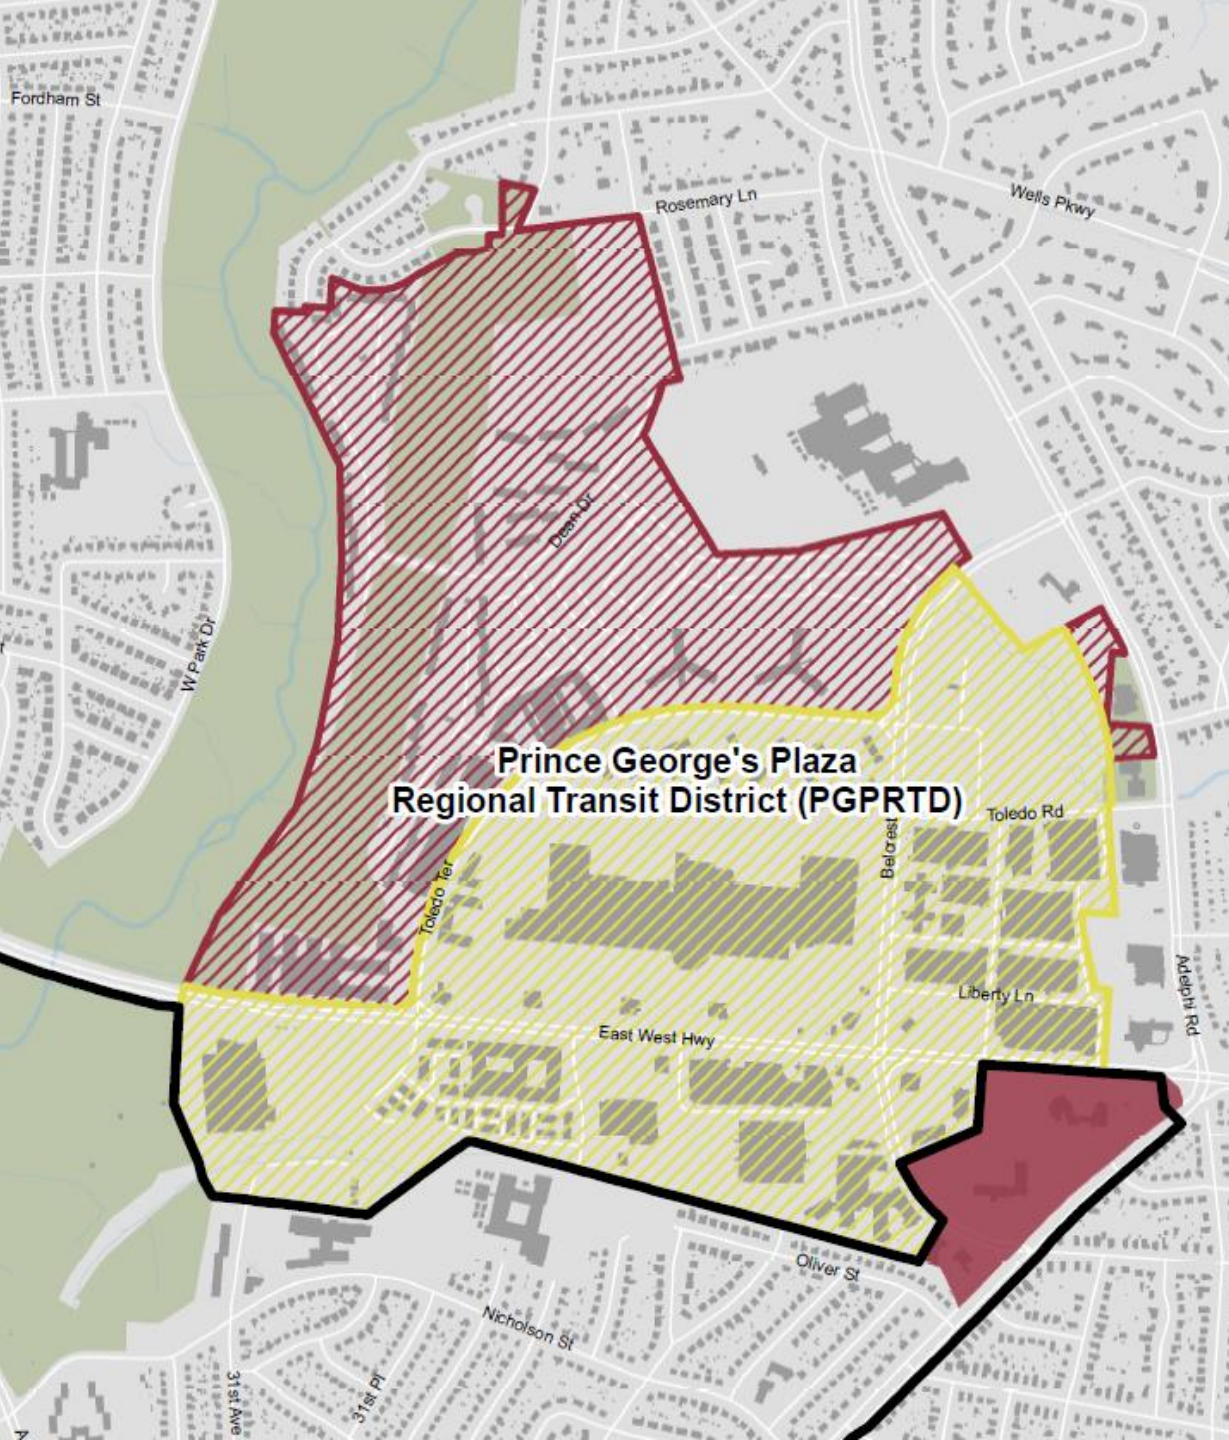 Fordham St
Rosemary Ln
Wells Pkwy
Dean Dr
W Park Dr
Prince George's Plaza
Regional Transit District (PGPRTD)
Toledo Rd
Belcrest
Toledo Ter
Adelphi Rd
Liberty Ln
East West Hwy
Oliver St
Nicholson St
31st Ave
31st Pl